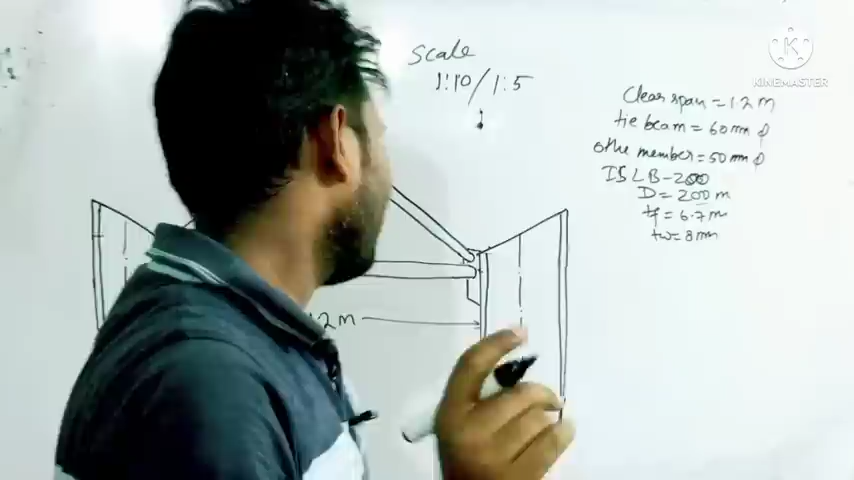 Scale
1:10/1:5
KINEMASTER
Clear span = 1.2 m
tie beam = 60 mm ϕ
othe member = 50 mm ϕ
ISLB-200
D = 200 m
tf = 6.7 m
tw = 8 mm
2m